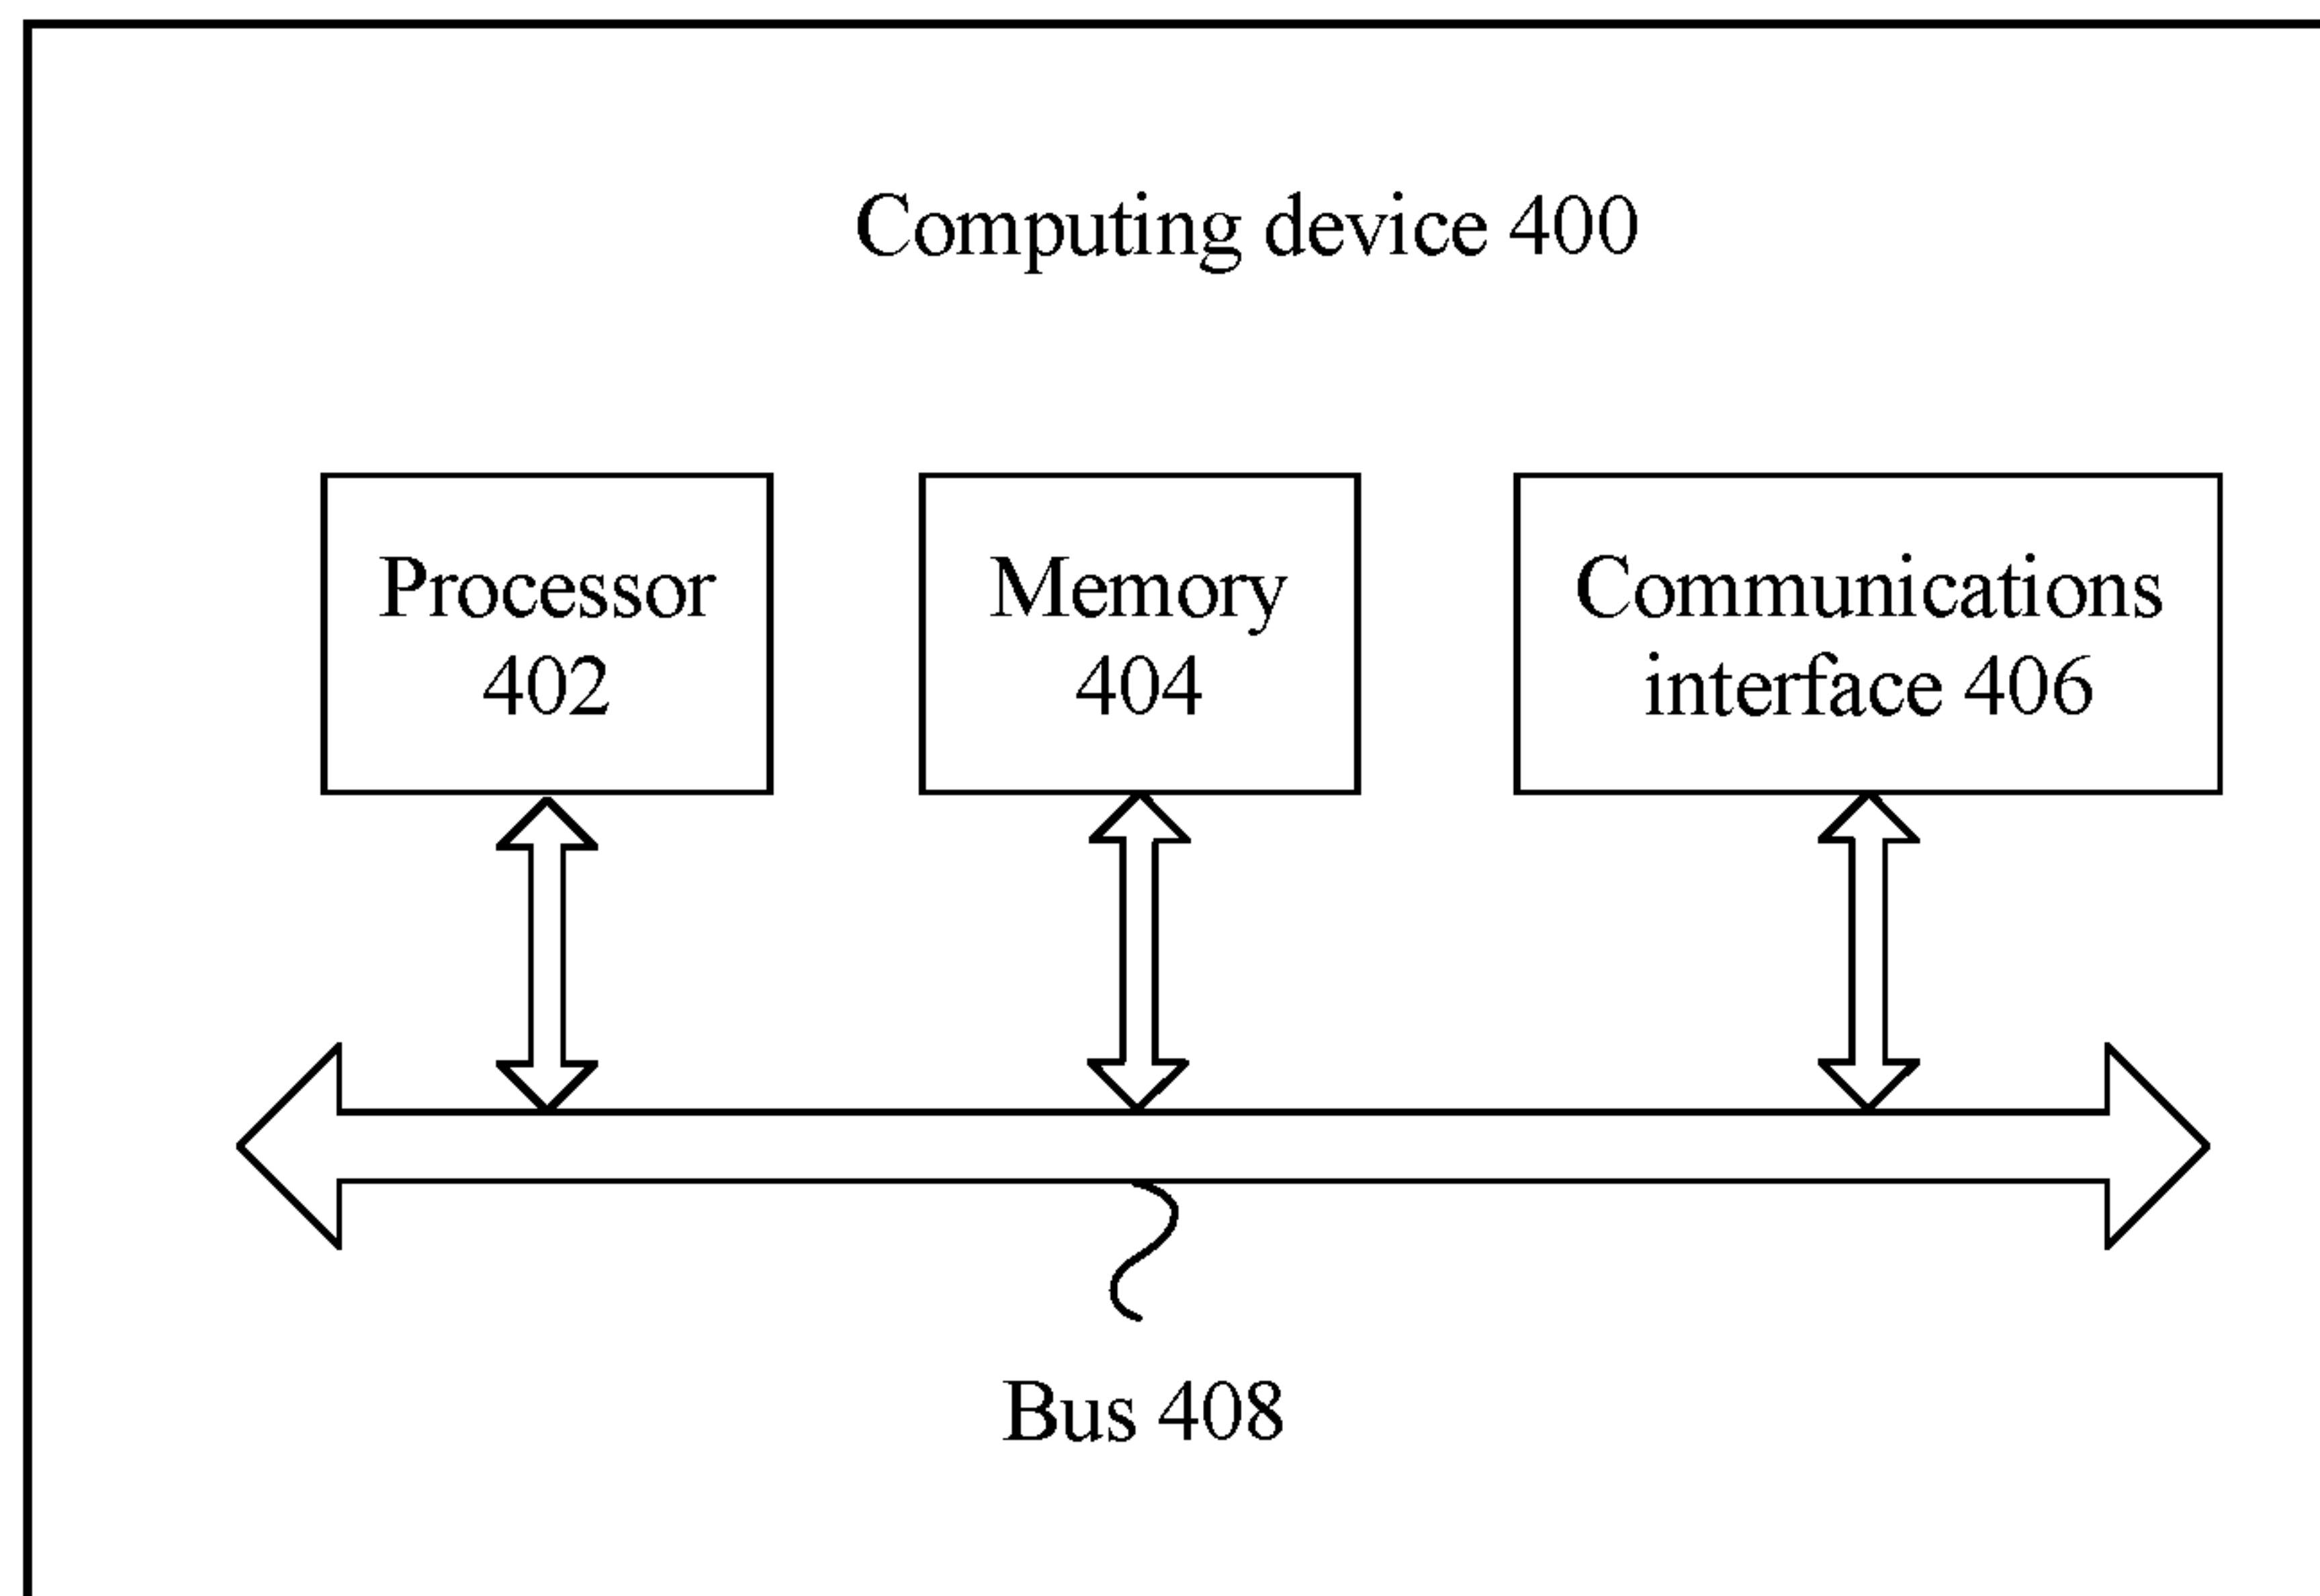 Computing device 400
Processor
402
Memory
404
Communications
interface 406
Bus 408